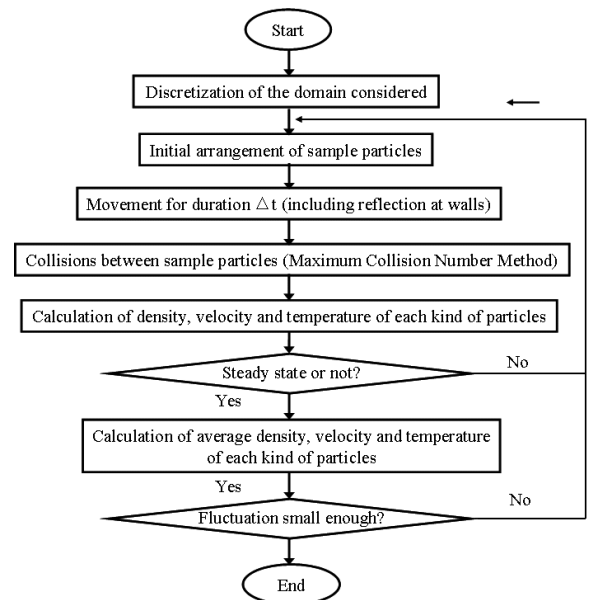 Start
Discretization of the domain considered
Initial arrangement of sample particles
Movement for duration △t (including reflection at walls)
Collisions between sample particles (Maximum Collision Number Method)
Calculation of density, velocity and temperature of each kind of particles
Steady state or not?
No
Yes
Calculation of average density, velocity and temperature
of each kind of particles
Yes
Fluctuation small enough?
No
End